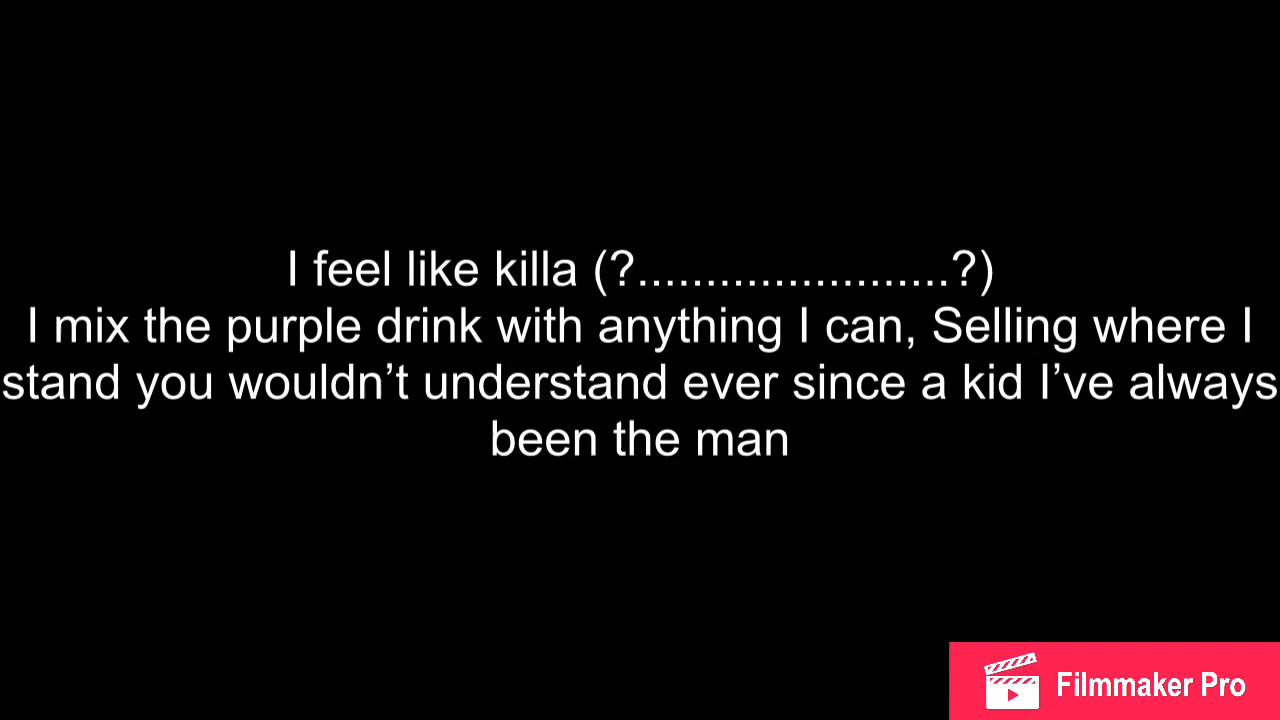 I feel like killa (?.......................?)
I mix the purple drink with anything I can, Selling where I
stand you wouldn’t understand ever since a kid I’ve always
been the man
Filmmaker Pro